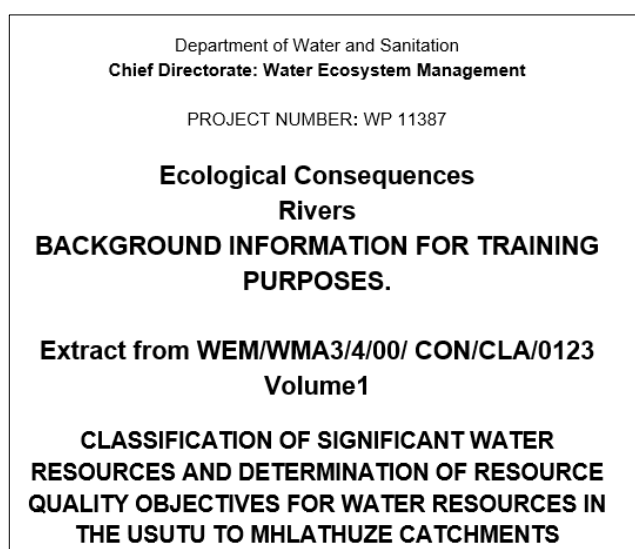 Department of Water and Sanitation
Chief Directorate: Water Ecosystem Management
PROJECT NUMBER: WP 11387
Ecological Consequences
Rivers
BACKGROUND INFORMATION FOR TRAINING
PURPOSES.
Extract from WEM/WMA3/4/00/ CON/CLA/0123
Volume1
CLASSIFICATION OF SIGNIFICANT WATER
RESOURCES AND DETERMINATION OF RESOURCE
QUALITY OBJECTIVES FOR WATER RESOURCES IN
THE USUTU TO MHLATHUZE CATCHMENTS